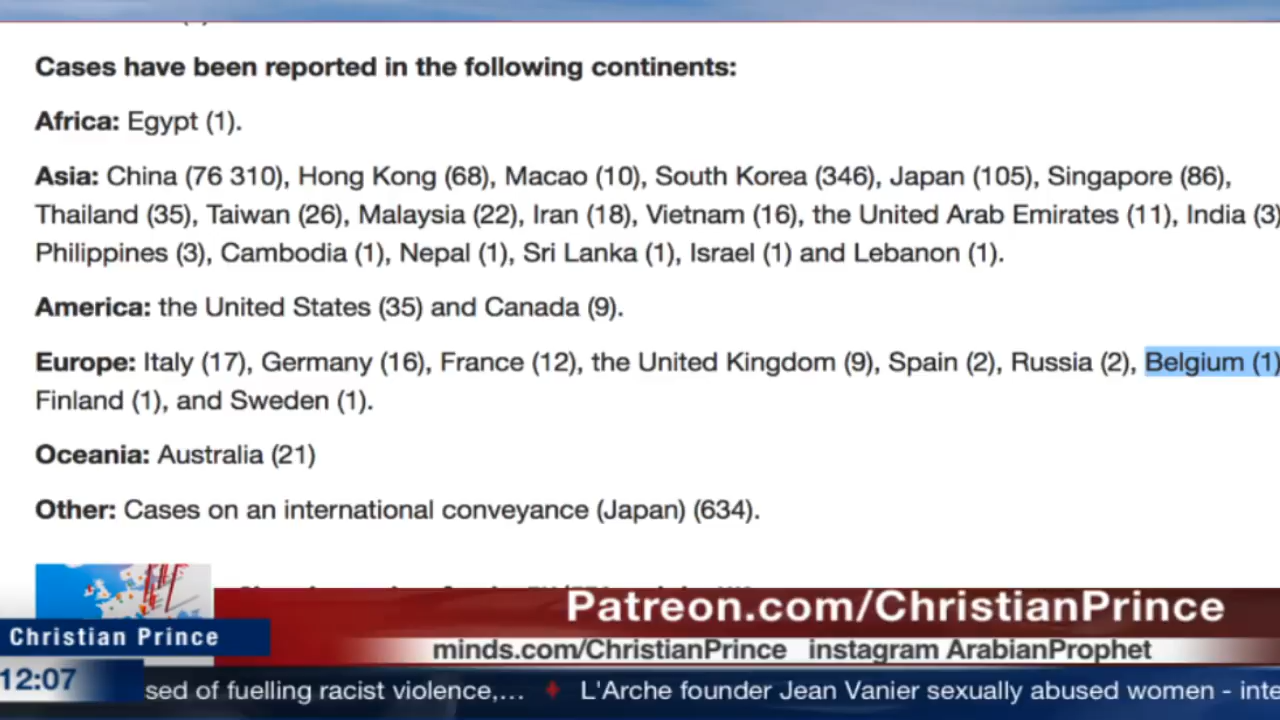 Cases have been reported in the following continents:
Africa: Egypt (1).
Asia: China (76 310), Hong Kong (68), Macao (10), South Korea (346), Japan (105), Singapore (86),
Thailand (35), Taiwan (26), Malaysia (22), Iran (18), Vietnam (16), the United Arab Emirates (11), India (3)
Philippines (3), Cambodia (1), Nepal (1), Sri Lanka (1), Israel (1) and Lebanon (1).
America: the United States (35) and Canada (9).
Europe: Italy (17), Germany (16), France (12), the United Kingdom (9), Spain (2), Russia (2), Belgium (1)
Finland (1), and Sweden (1).
Oceania: Australia (21)
Other: Cases on an international conveyance (Japan) (634).
Patreon.com/ChristianPrince
Christian Prince
minds.com/ChristianPrince instagram ArabianProphet
12:07
sed of fuelling racist violence,... ♦ L'Arche founder Jean Vanier sexually abused women - inte